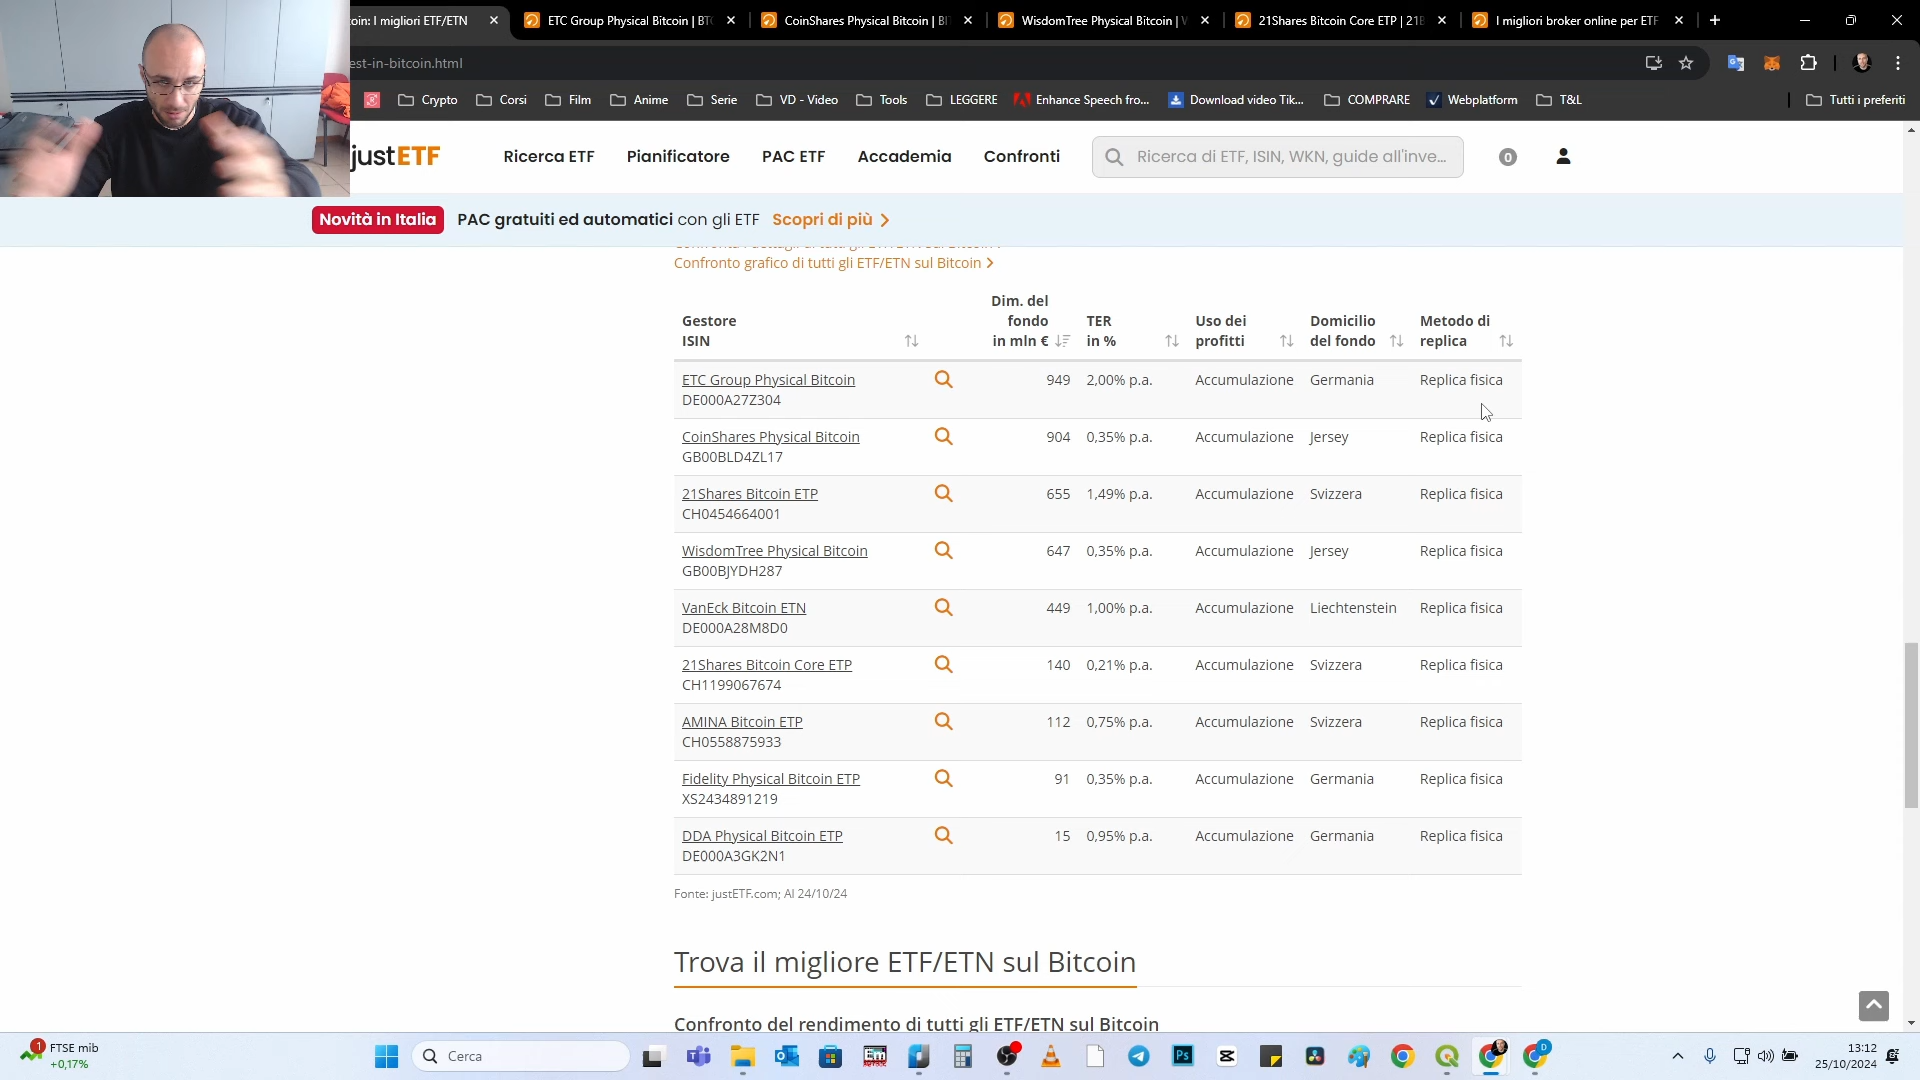 coin: I migliori ETF/ETN
ETC Group Physical Bitcoin | BTC
CoinShares Physical Bitcoin | BI
WisdomTree Physical Bitcoin | W
21Shares Bitcoin Core ETP | 21B
I migliori broker online per ETF
est-in-bitcoin.html
Crypto
Corsi
Film
Anime
Serie
VD - Video
Tools
LEGGERE
Enhance Speech fro...
Download video Tik...
COMPRARE
Webplatform
T&L
Tutti i preferiti
justETF
Ricerca ETF
Pianificatore
PAC ETF
Accademia
Confronti
Ricerca di ETF, ISIN, WKN, guide all'inve...
0
Novità in Italia PAC gratuiti ed automatici con gli ETF Scopri di più
Confronto grafico di tutti gli ETF/ETN sul Bitcoin
Gestore ISIN
Dim. del fondo in mln €
TER in %
Uso dei profitti
Domicilio del fondo
Metodo di replica
ETC Group Physical Bitcoin 949 2,00% p.a. Accumulazione Germania Replica fisica
DE000A27Z304
CoinShares Physical Bitcoin 904 0,35% p.a. Accumulazione Jersey Replica fisica
GB00BLD4ZL17
21Shares Bitcoin ETP 655 1,49% p.a. Accumulazione Svizzera Replica fisica
CH0454664001
WisdomTree Physical Bitcoin 647 0,35% p.a. Accumulazione Jersey Replica fisica
GB00BJYDH287
VanEck Bitcoin ETN 449 1,00% p.a. Accumulazione Liechtenstein Replica fisica
DE000A28M8D0
21Shares Bitcoin Core ETP 140 0,21% p.a. Accumulazione Svizzera Replica fisica
CH1199067674
AMINA Bitcoin ETP 112 0,75% p.a. Accumulazione Svizzera Replica fisica
CH0558875933
Fidelity Physical Bitcoin ETP 91 0,35% p.a. Accumulazione Germania Replica fisica
XS2434891219
DDA Physical Bitcoin ETP 15 0,95% p.a. Accumulazione Germania Replica fisica
DE000A3GK2N1
Fonte: justETF.com; Al 24/10/24
Trova il migliore ETF/ETN sul Bitcoin
Confronto del rendimento di tutti gli ETF/ETN sul Bitcoin
1
FTSE mib
+0,17%
Cerca
Ps
D
13:12
25/10/2024